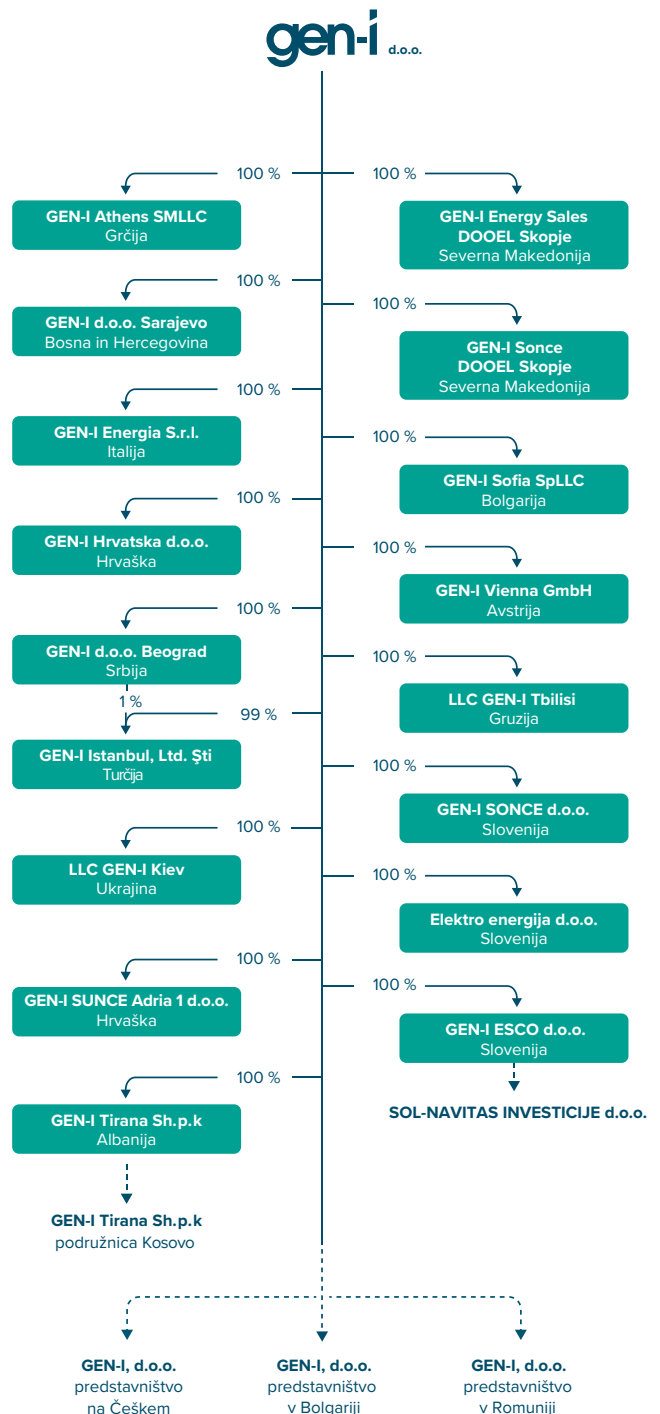 gen-i d.o.o.
100 %
GEN-I Athens SMLLC
Grčija
100 %
GEN-I d.o.o. Sarajevo
Bosna in Hercegovina
100 %
GEN-I Energia S.r.l.
Italija
100 %
GEN-I Hrvatska d.o.o.
Hrvaška
100 %
GEN-I d.o.o. Beograd
Srbija
1 %
99 %
GEN-I Istanbul, Ltd. Şti
Turčija
100 %
LLC GEN-I Kiev
Ukrajina
100 %
GEN-I SUNCE Adria 1 d.o.o.
Hrvaška
100 %
GEN-I Tirana Sh.p.k
Albanija
GEN-I Tirana Sh.p.k
podružnica Kosovo
100 %
GEN-I Energy Sales
DOOEL Skopje
Severna Makedonija
100 %
GEN-I Sonce
DOOEL Skopje
Severna Makedonija
100 %
GEN-I Sofia SpLLC
Bolgarija
100 %
GEN-I Vienna GmbH
Avstrija
100 %
LLC GEN-I Tbilisi
Gruzija
100 %
GEN-I SONCE d.o.o.
Slovenija
100 %
Elektro energija d.o.o.
Slovenija
100 %
GEN-I ESCO d.o.o.
Slovenija
SOL-NAVITAS INVESTICIJE d.o.o.
GEN-I, d.o.o.
predstavništvo
na Češkem
GEN-I, d.o.o.
predstavništvo
v Bolgariji
GEN-I, d.o.o.
predstavništvo
v Romuniji